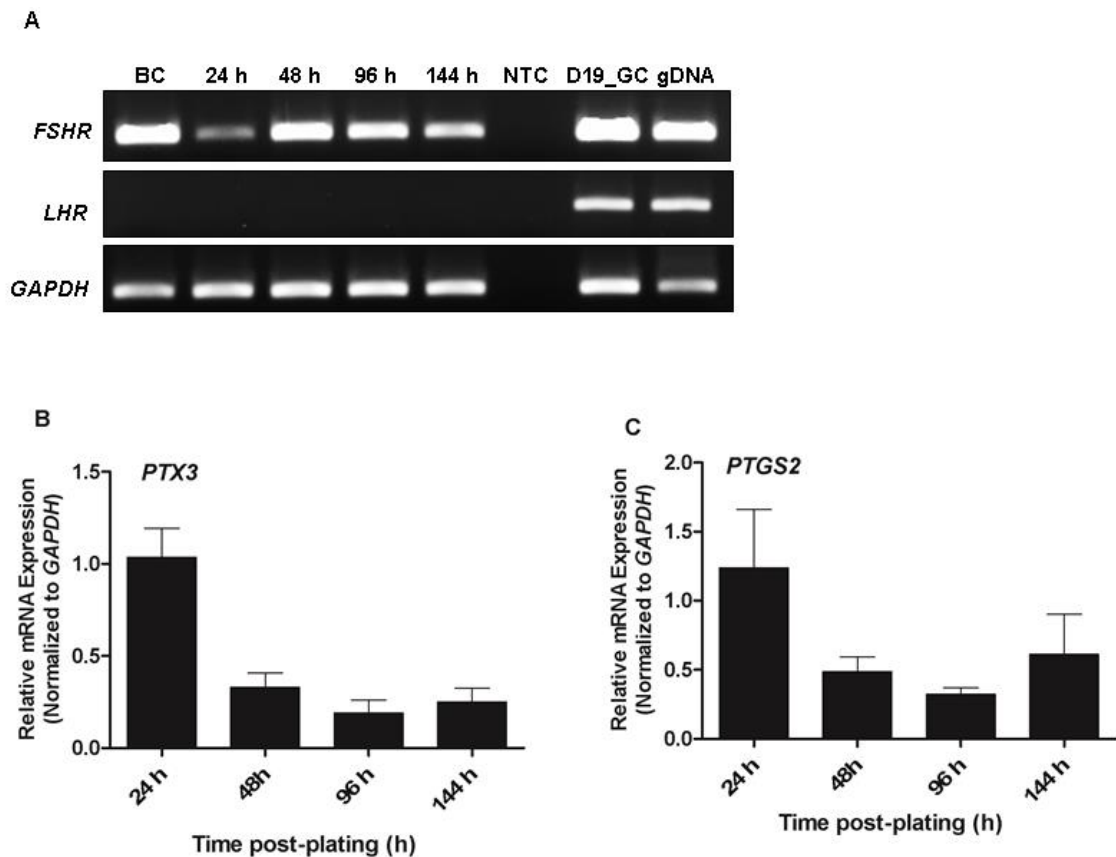 A
BC 24 h 48 h 96 h 144 h NTC D19_GC gDNA
FSHR
LHR
GAPDH
B
PTX3
Relative mRNA Expression
(Normalized to GAPDH)
1.5
1.0
0.5
0.0
24 h 48h 96 h 144 h
Time post-plating (h)
C
PTGS2
Relative mRNA Expression
(Normalized to GAPDH)
2.0
1.5
1.0
0.5
0.0
24 h 48 h 96 h 144 h
Time post-plating (h)